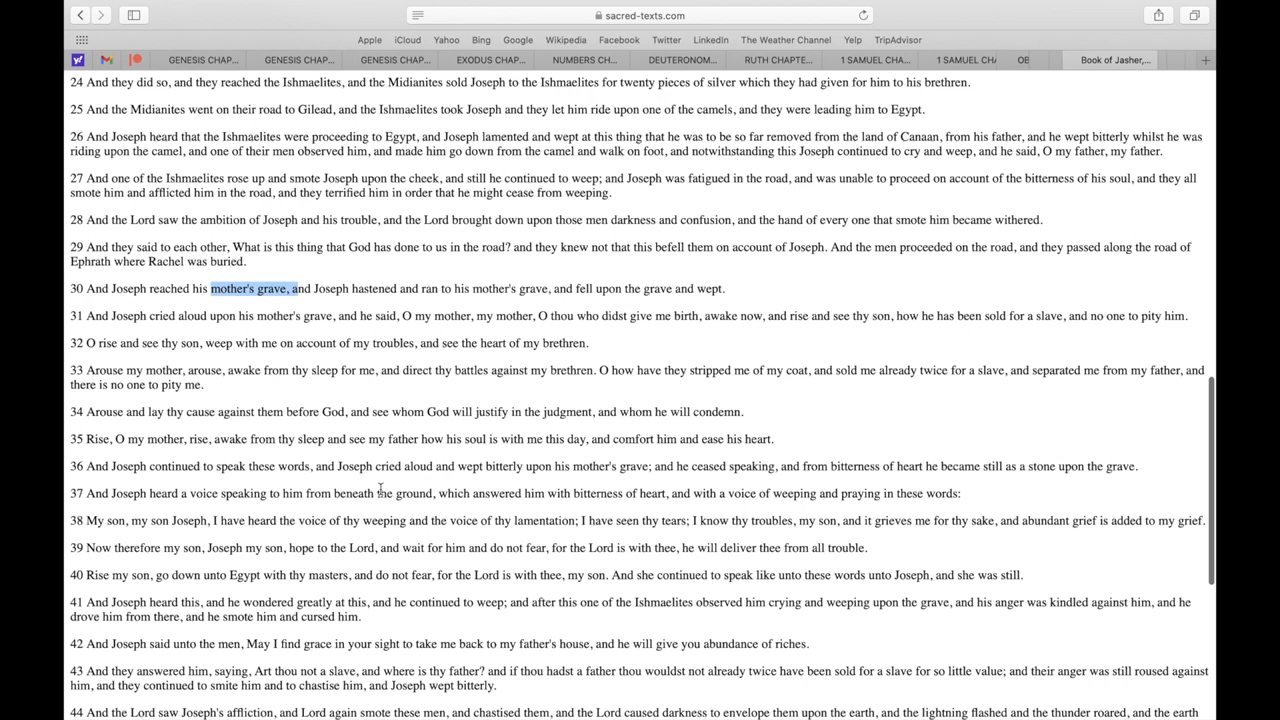 sacred-texts.com
Apple iCloud Yahoo Bing Google Wikipedia Facebook Twitter LinkedIn The Weather Channel Yelp TripAdvisor
GENESIS CHAP... GENESIS CHAP... GENESIS CHAP... EXODUS CHAP... NUMBERS CH... DEUTERONOM... RUTH CHAPTE... 1 SAMUEL CHA... 1 SAMUEL CHA OB Book of Jasher,...
24 And they did so, and they reached the Ishmaelites, and the Midianites sold Joseph to the Ishmaelites for twenty pieces of silver which they had given for him to his brethren.
25 And the Midianites went on their road to Gilead, and the Ishmaelites took Joseph and they let him ride upon one of the camels, and they were leading him to Egypt.
26 And Joseph heard that the Ishmaelites were proceeding to Egypt, and Joseph lamented and wept at this thing that he was to be so far removed from the land of Canaan, from his father, and he wept bitterly whilst he was
riding upon the camel, and one of their men observed him, and made him go down from the camel and walk on foot, and notwithstanding this Joseph continued to cry and weep, and he said, O my father, my father.
27 And one of the Ishmaelites rose up and smote Joseph upon the cheek, and still he continued to weep; and Joseph was fatigued in the road, and was unable to proceed on account of the bitterness of his soul, and they all
smote him and afflicted him in the road, and they terrified him in order that he might cease from weeping.
28 And the Lord saw the ambition of Joseph and his trouble, and the Lord brought down upon those men darkness and confusion, and the hand of every one that smote him became withered.
29 And they said to each other, What is this thing that God has done to us in the road? and they knew not that this befell them on account of Joseph. And the men proceeded on the road, and they passed along the road of
Ephrath where Rachel was buried.
30 And Joseph reached his mother's grave, and Joseph hastened and ran to his mother's grave, and fell upon the grave and wept.
31 And Joseph cried aloud upon his mother's grave, and he said, O my mother, my mother, O thou who didst give me birth, awake now, and rise and see thy son, how he has been sold for a slave, and no one to pity him.
32 O rise and see thy son, weep with me on account of my troubles, and see the heart of my brethren.
33 Arouse my mother, arouse, awake from thy sleep for me, and direct thy battles against my brethren. O how have they stripped me of my coat, and sold me already twice for a slave, and separated me from my father, and
there is no one to pity me.
34 Arouse and lay thy cause against them before God, and see whom God will justify in the judgment, and whom he will condemn.
35 Rise, O my mother, rise, awake from thy sleep and see my father how his soul is with me this day, and comfort him and ease his heart.
36 And Joseph continued to speak these words, and Joseph cried aloud and wept bitterly upon his mother's grave; and he ceased speaking, and from bitterness of heart he became still as a stone upon the grave.
37 And Joseph heard a voice speaking to him from beneath the ground, which answered him with bitterness of heart, and with a voice of weeping and praying in these words:
38 My son, my son Joseph, I have heard the voice of thy weeping and the voice of thy lamentation; I have seen thy tears; I know thy troubles, my son, and it grieves me for thy sake, and abundant grief is added to my grief.
39 Now therefore my son, Joseph my son, hope to the Lord, and wait for him and do not fear, for the Lord is with thee, he will deliver thee from all trouble.
40 Rise my son, go down unto Egypt with thy masters, and do not fear, for the Lord is with thee, my son. And she continued to speak like unto these words unto Joseph, and she was still.
41 And Joseph heard this, and he wondered greatly at this, and he continued to weep; and after this one of the Ishmaelites observed him crying and weeping upon the grave, and his anger was kindled against him, and he
drove him from there, and he smote him and cursed him.
42 And Joseph said unto the men, May I find grace in your sight to take me back to my father's house, and he will give you abundance of riches.
43 And they answered him, saying, Art thou not a slave, and where is thy father? and if thou hadst a father thou wouldst not already twice have been sold for a slave for so little value; and their anger was still roused against
him, and they continued to smite him and to chastise him, and Joseph wept bitterly.
44 And the Lord saw Joseph's affliction, and Lord again smote these men, and chastised them, and the Lord caused darkness to envelope them upon the earth, and the lightning flashed and the thunder roared, and the earth